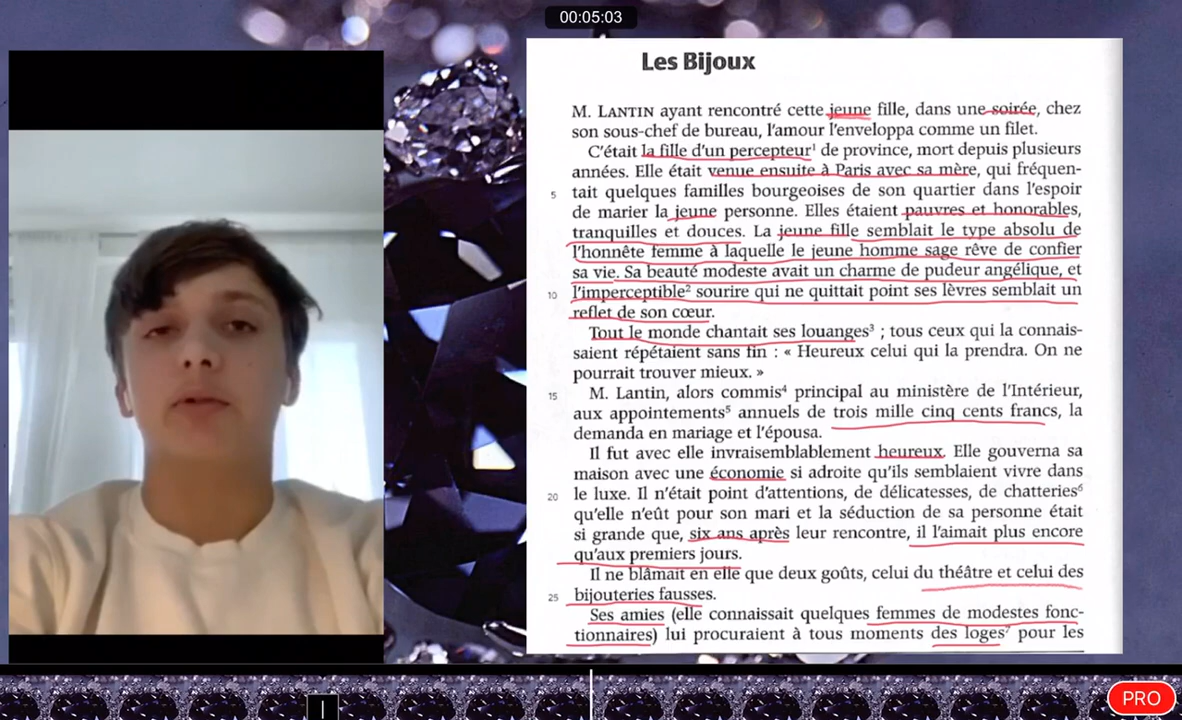 00:05:03
Les Bijoux
M. LANTIN ayant rencontré cette jeune fille, dans une soirée, chez
son sous-chef de bureau, l'amour l'enveloppa comme un filet.
C'était la fille d'un percepteur¹ de province, mort depuis plusieurs
années. Elle était venue ensuite à Paris avec sa mère, qui fréquen-
5 tait quelques familles bourgeoises de son quartier dans l'espoir
de marier la jeune personne. Elles étaient pauvres et honorables,
tranquilles et douces. La jeune fille semblait le type absolu de
l'honnête femme à laquelle le jeune homme sage rêve de confier
sa vie. Sa beauté modeste avait un charme de pudeur angélique, et
10 l'imperceptible² sourire qui ne quittait point ses lèvres semblait un
reflet de son cœur.
Tout le monde chantait ses louanges³ ; tous ceux qui la connais-
saient répétaient sans fin : « Heureux celui qui la prendra. On ne
pourrait trouver mieux. »
15 M. Lantin, alors commis⁴ principal au ministère de l'Intérieur,
aux appointements⁵ annuels de trois mille cinq cents francs, la
demanda en mariage et l'épousa.
Il fut avec elle invraisemblablement heureux. Elle gouverna sa
maison avec une économie si adroite qu'ils semblaient vivre dans
20 le luxe. Il n'était point d'attentions, de délicatesses, de chatteries⁶
qu'elle n'eût pour son mari et la séduction de sa personne était
si grande que, six ans après leur rencontre, il l'aimait plus encore
qu'aux premiers jours.
Il ne blâmait en elle que deux goûts, celui du théâtre et celui des
25 bijouteries fausses.
Ses amies (elle connaissait quelques femmes de modestes fonc-
tionnaires) lui procuraient à tous moments des loges⁷ pour les
PRO